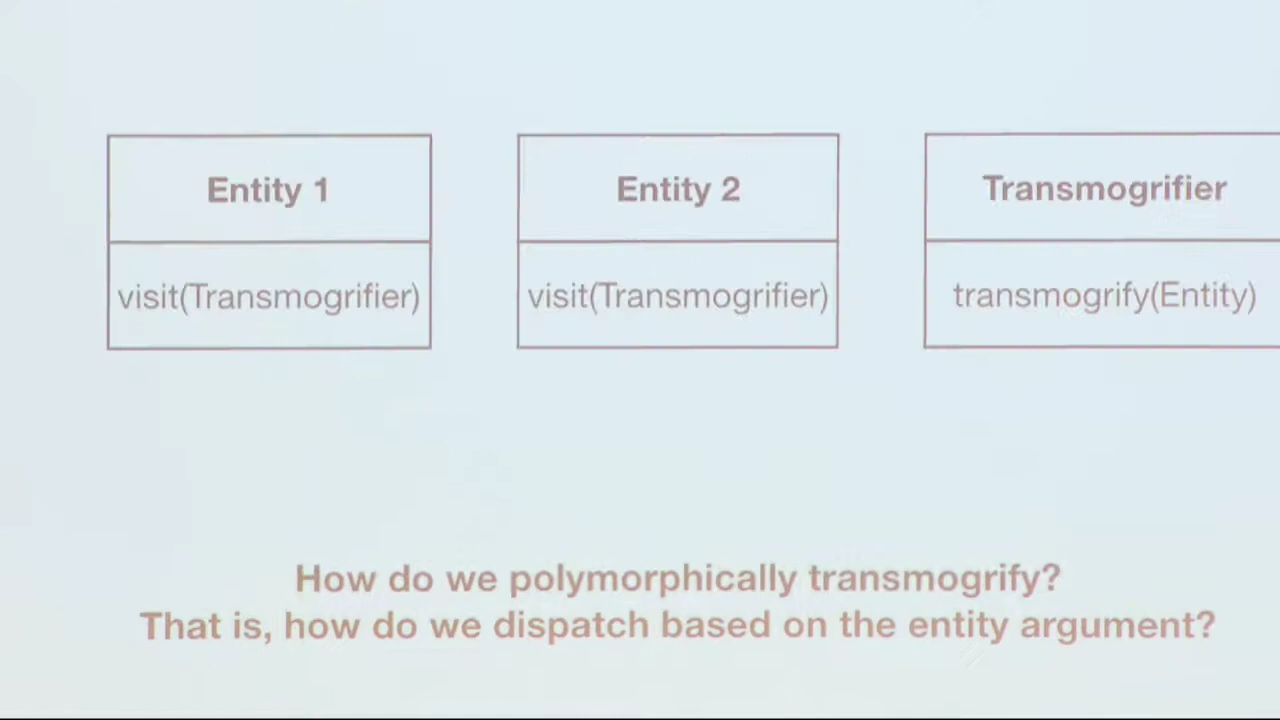 Entity 1
Entity 2
Transmogrifier
visit(Transmogrifier)
visit(Transmogrifier)
transmogrify(Entity)
How do we polymorphically transmogrify?
That is, how do we dispatch based on the entity argument?